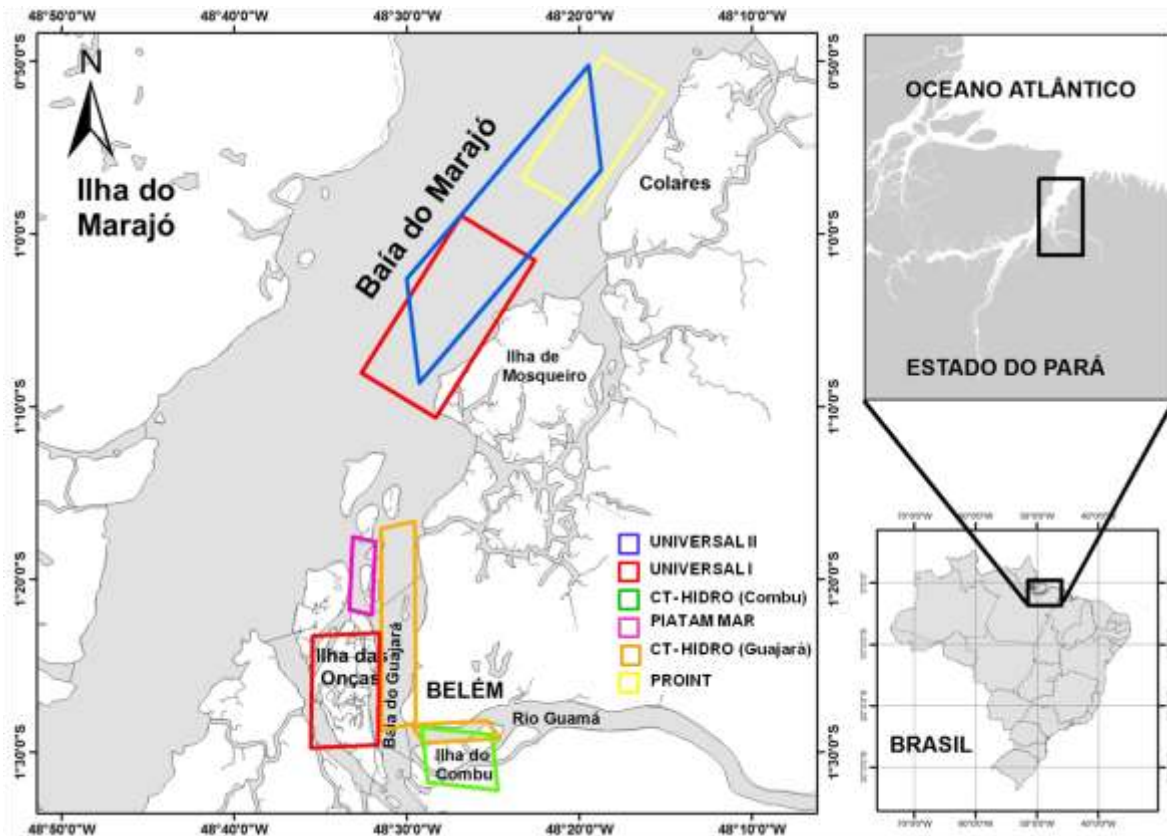 48°50'0"W
48°40'0"W
48°30'0"W
48°20'0"W
48°10'0"W
0°50'0"S
1°0'0"S
1°10'0"S
1°20'0"S
1°30'0"S
N
Ilha do
Marajó
Baía do Marajó
Colares
Ilha de
Mosqueiro
Ilha das
Onças
Baía do Guajará
BELÉM
Rio Guamá
Ilha do
Combu
UNIVERSAL II
UNIVERSAL I
CT-HIDRO (Combu)
PIATAM MAR
CT-HIDRO (Guajará)
PROINT
0°50'0"S
1°0'0"S
1°10'0"S
1°20'0"S
1°30'0"S
48°50'0"W
48°40'0"W
48°30'0"W
48°20'0"W
48°10'0"W
OCEANO ATLÂNTICO
ESTADO DO PARÁ
BRASIL